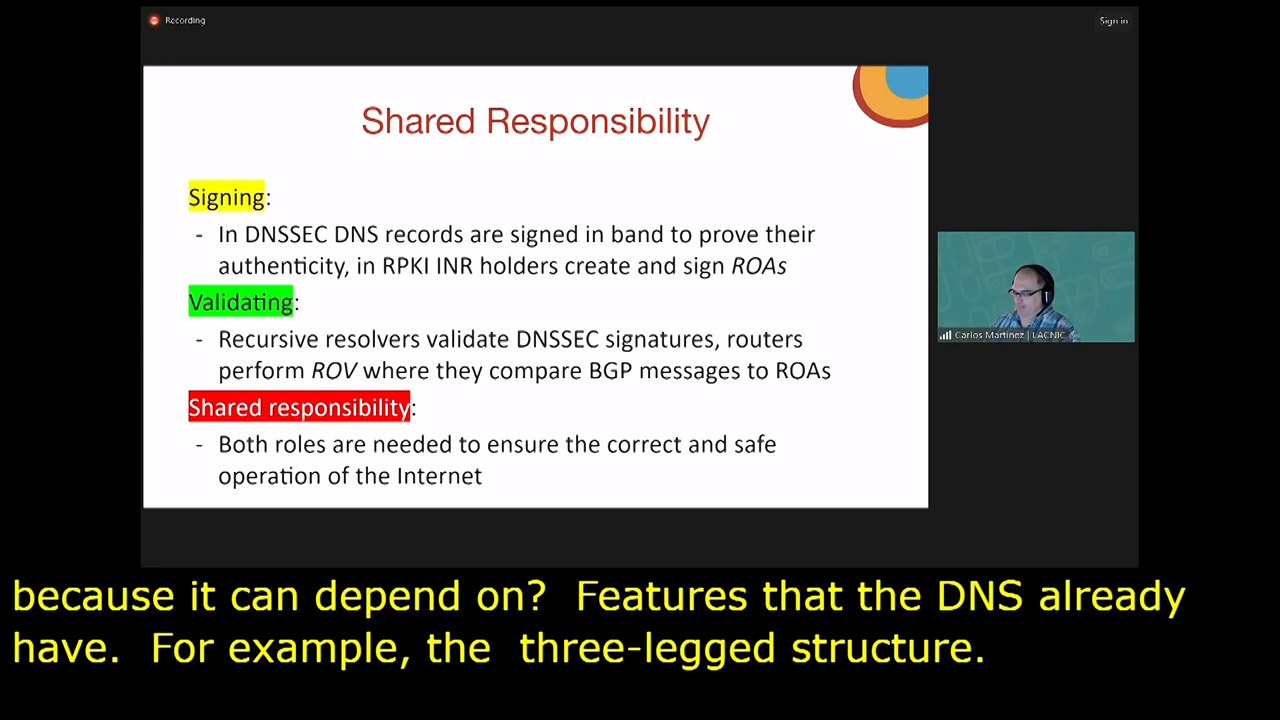 Recording
Sign in
Shared Responsibility
Signing:
- In DNSSEC DNS records are signed in band to prove their
authenticity, in RPKI INR holders create and sign ROAs
Validating:
- Recursive resolvers validate DNSSEC signatures, routers
perform ROV where they compare BGP messages to ROAs
Shared responsibility:
- Both roles are needed to ensure the correct and safe
operation of the Internet
Carlos Martinez | LACNIC
because it can depend on?  Features that the DNS already
have.  For example, the  three-legged structure.